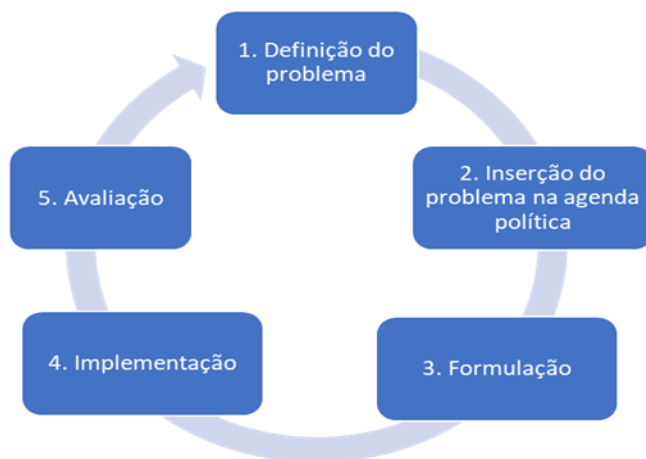 1. Definição do
problema
2. Inserção do
problema na agenda
política
3. Formulação
4. Implementação
5. Avaliação